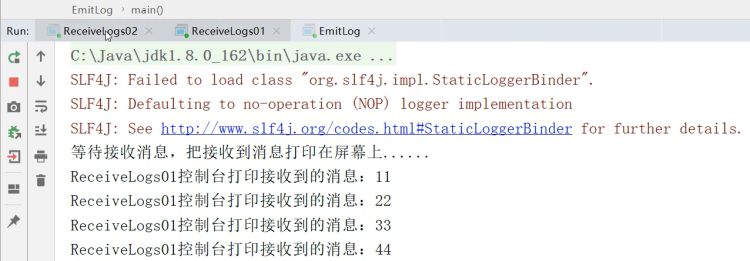 EmitLog main()
Run: ReceiveLogs02 ReceiveLogs01 EmitLog
C:\Java\jdk1.8.0_162\bin\java.exe ...
SLF4J: Failed to load class "org.slf4j.impl.StaticLoggerBinder".
SLF4J: Defaulting to no-operation (NOP) logger implementation
SLF4J: See http://www.slf4j.org/codes.html#StaticLoggerBinder for further details.
等待接收消息，把接收到消息打印在屏幕上......
ReceiveLogs01控制台打印接收到的消息：11
ReceiveLogs01控制台打印接收到的消息：22
ReceiveLogs01控制台打印接收到的消息：33
ReceiveLogs01控制台打印接收到的消息：44